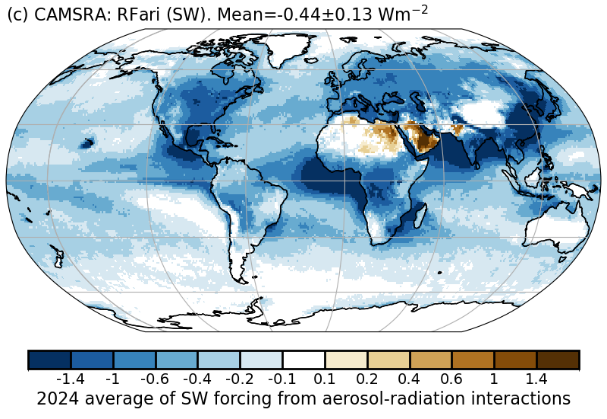 (c) CAMSRA: RFari (SW). Mean=-0.44±0.13 Wm⁻²
-1.4 -1 -0.6 -0.4 -0.2 -0.1 0.1 0.2 0.4 0.6 1 1.4
2024 average of SW forcing from aerosol-radiation interactions